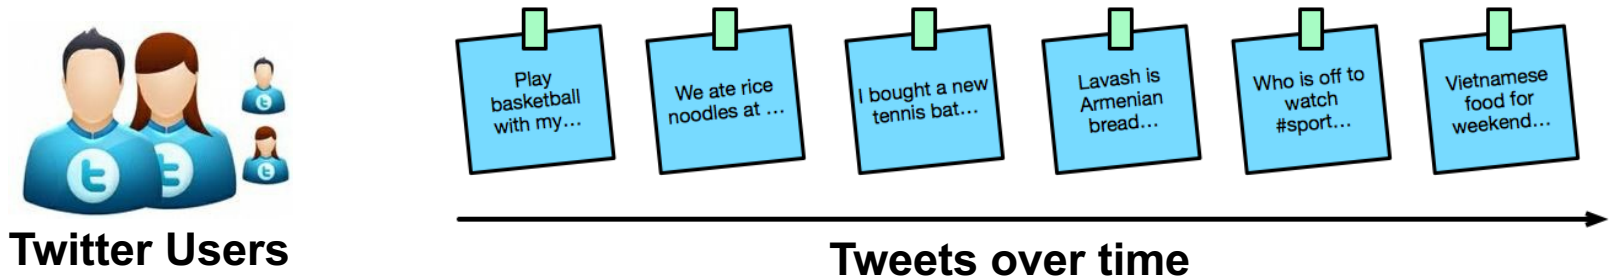 Play
basketball
with my...
We ate rice
noodles at ...
I bought a new
tennis bat...
Lavash is
Armenian
bread...
Who is off to
watch
#sport...
Vietnamese
food for
weekend...
Twitter Users
Tweets over time